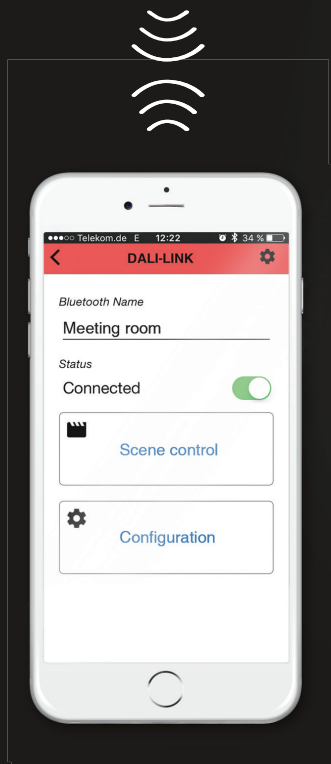 Telekom.de E 12:22 34 %
DALI-LINK
Bluetooth Name
Meeting room
Status
Connected
Scene control
Configuration